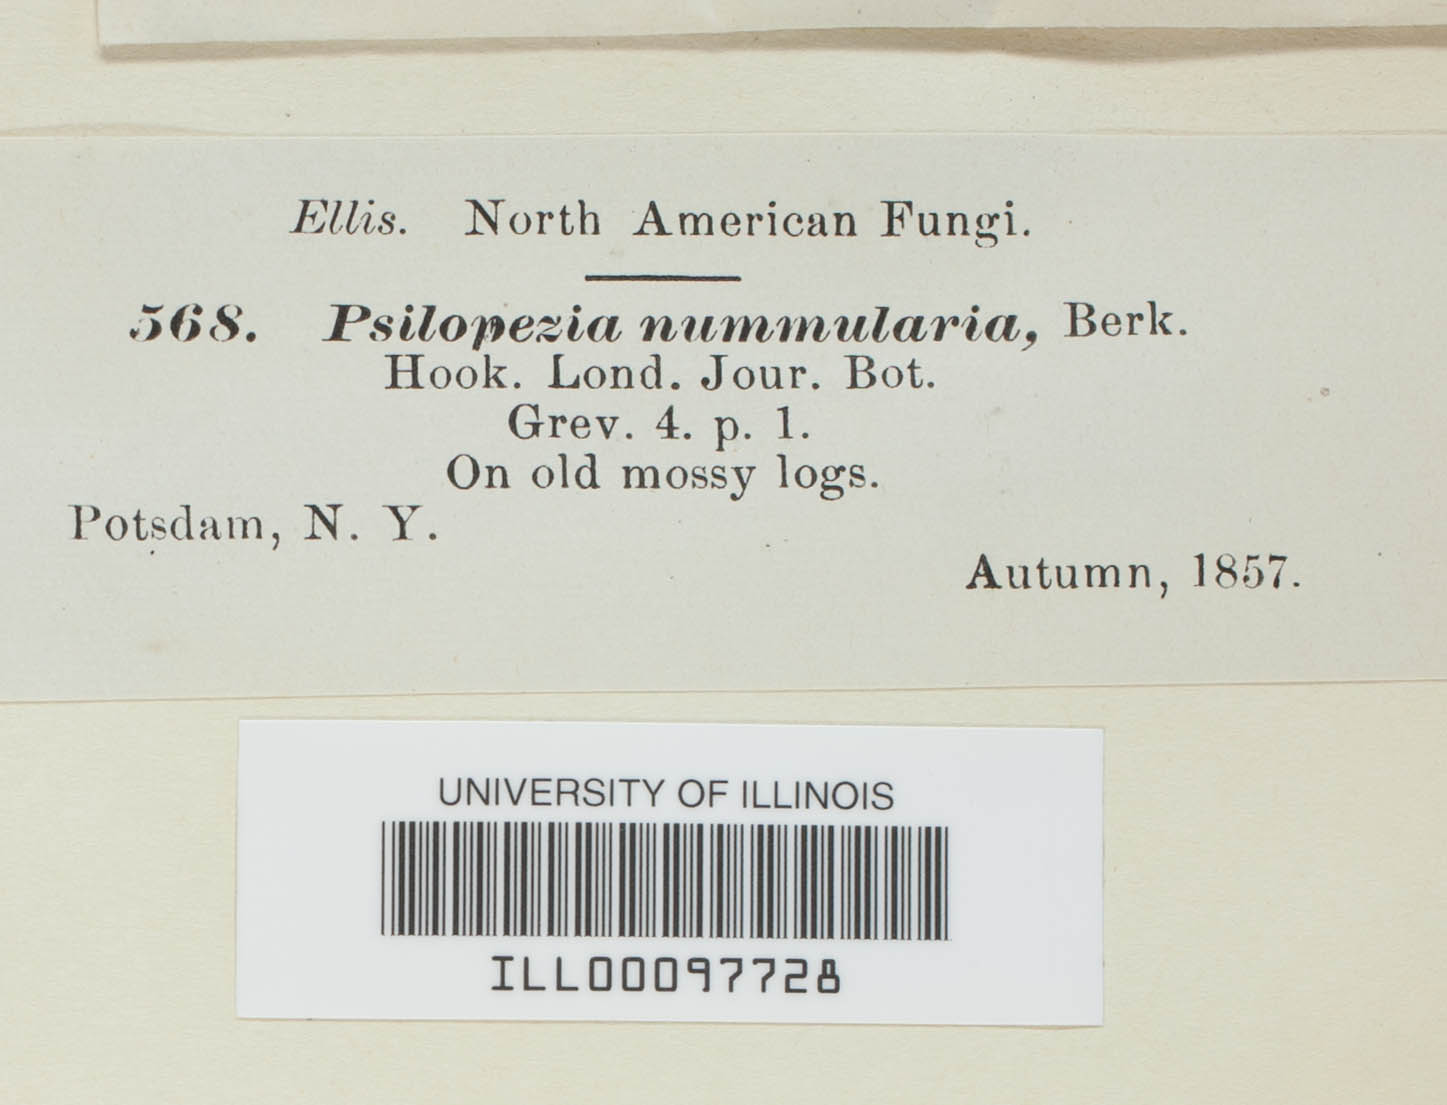 Ellis. North American Fungi.
568. Psilopezia nummularia, Berk.
Hook. Lond. Jour. Bot.
Grev. 4. p. 1.
On old mossy logs.
Potsdam, N. Y.
Autumn, 1857.
UNIVERSITY OF ILLINOIS
ILL00097728